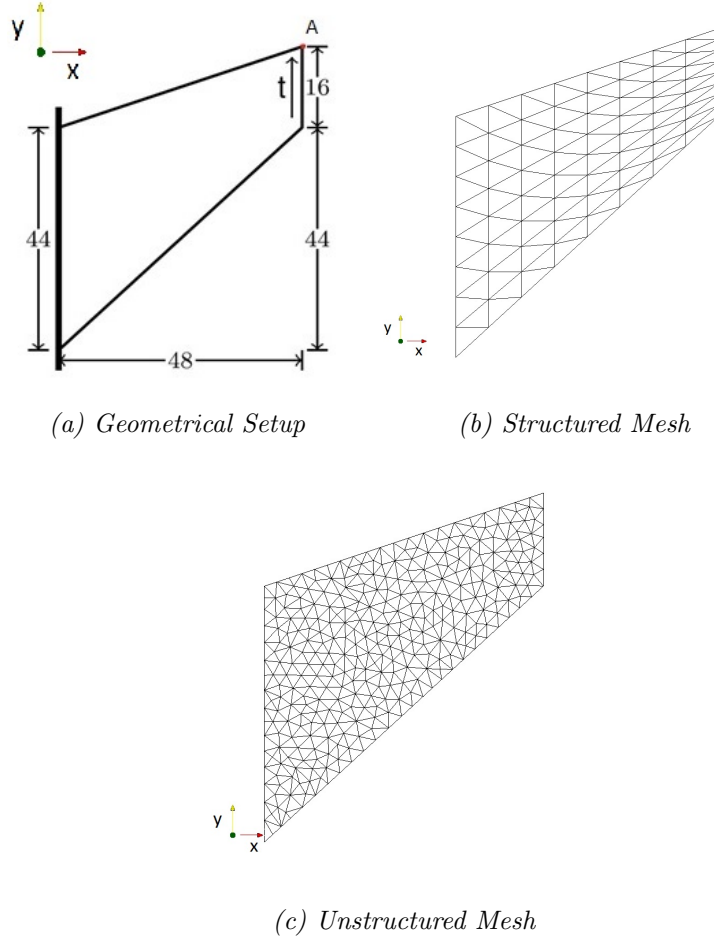 y
A
x
t
16
44
44
48
(a) Geometrical Setup
y
x
(b) Structured Mesh
y
x
(c) Unstructured Mesh